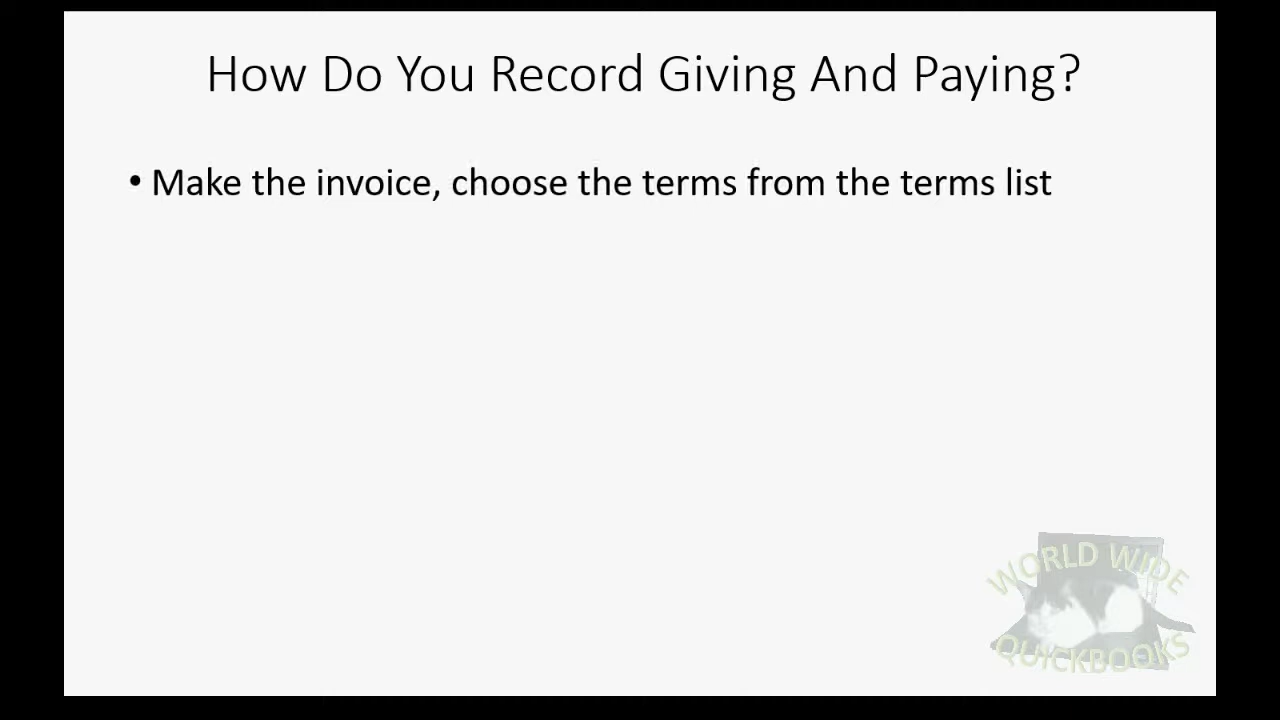 How Do You Record Giving And Paying?
• Make the invoice, choose the terms from the terms list
WORLD WIDE
QUICKBOOKS